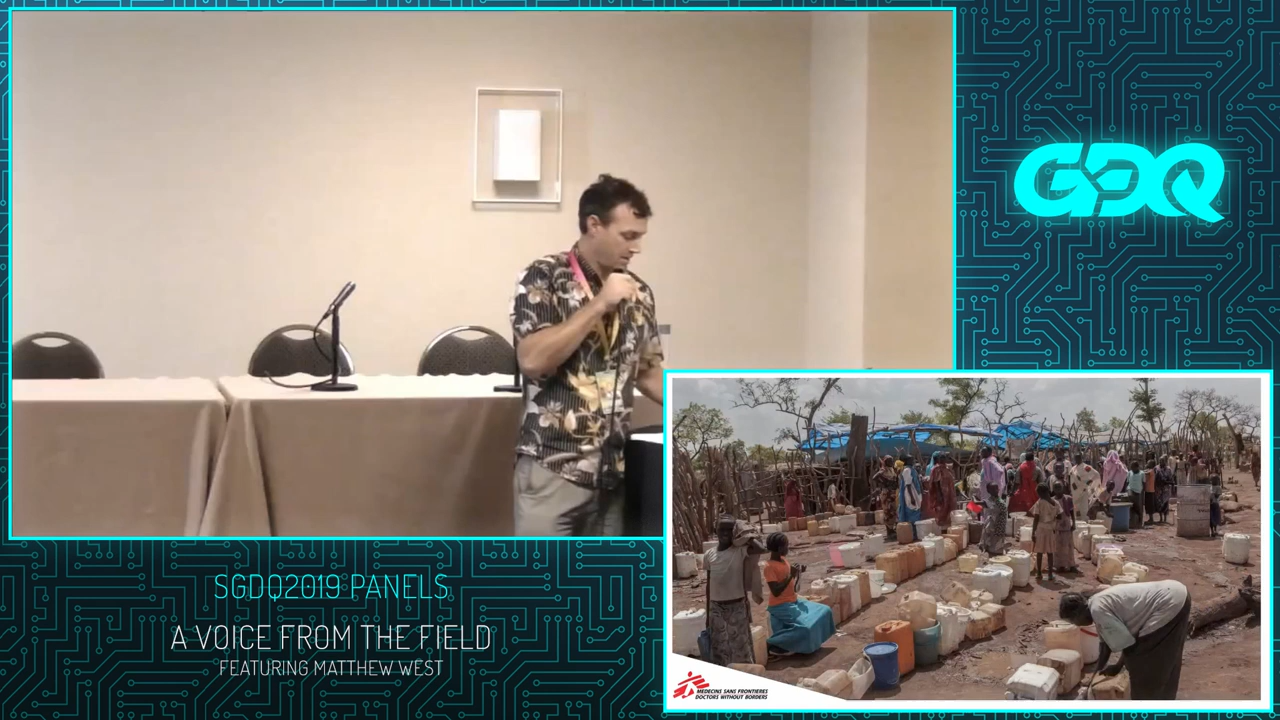 GDQ
SGDQ2019 PANELS
A VOICE FROM THE FIELD
FEATURING MATTHEW WEST
MEDECINS SANS FRONTIERES
DOCTORS WITHOUT BORDERS